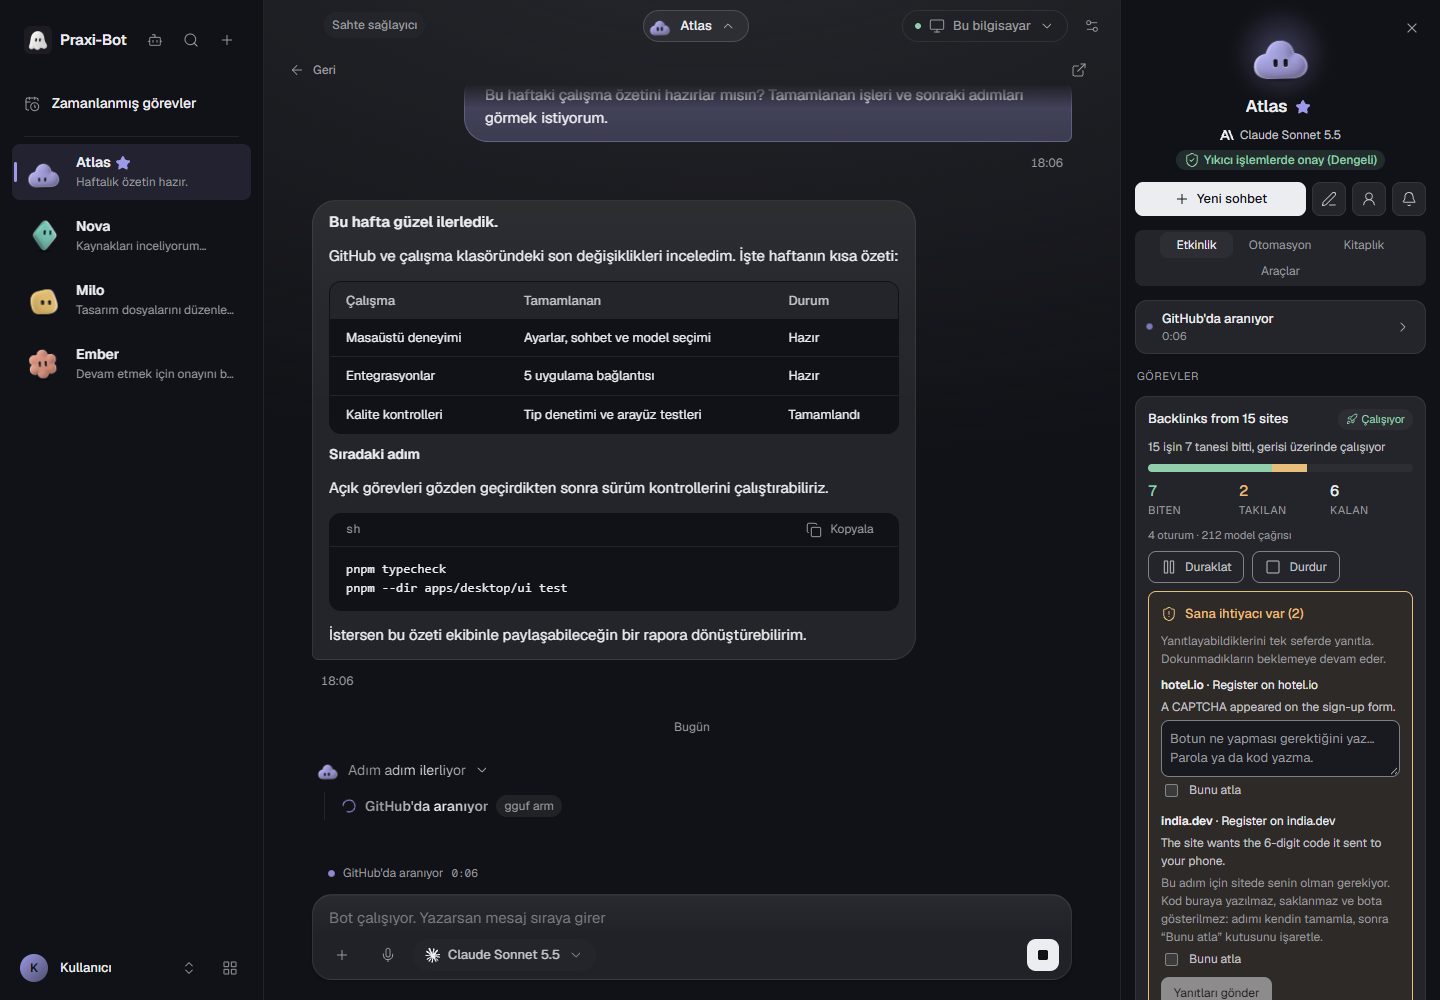 Praxi-Bot
Zamanlanmış görevler
Atlas
Haftalık özetin hazır.
Nova
Kaynakları inceliyorum...
Milo
Tasarım dosyalarını düzenle...
Ember
Devam etmek için onayını b...
K
Kullanıcı
Sahte sağlayıcı
Atlas
Bu bilgisayar
Geri
Bu haftaki çalışma özetini hazırlar mısın? Tamamlanan işleri ve sonraki adımları
görmek istiyorum.
18:06
Bu hafta güzel ilerledik.
GitHub ve çalışma klasöründeki son değişiklikleri inceledim. İşte haftanın kısa özeti:
Çalışma Tamamlanan Durum
Masaüstü deneyimi Ayarlar, sohbet ve model seçimi Hazır
Entegrasyonlar 5 uygulama bağlantısı Hazır
Kalite kontrolleri Tip denetimi ve arayüz testleri Tamamlandı
Sıradaki adım
Açık görevleri gözden geçirdikten sonra sürüm kontrollerini çalıştırabiliriz.
sh Kopyala
pnpm typecheck
pnpm --dir apps/desktop/ui test
İstersen bu özeti ekibinle paylaşabileceğin bir rapora dönüştürebilirim.
18:06
Bugün
Adım adım ilerliyor
GitHub'da aranıyor gguf arm
GitHub'da aranıyor 0:06
Bot çalışıyor. Yazarsan mesaj sıraya girer
Claude Sonnet 5.5
Atlas
Claude Sonnet 5.5
Yıkıcı işlemlerde onay (Dengeli)
Yeni sohbet
Etkinlik Otomasyon Kitaplık
Araçlar
GitHub'da aranıyor
0:06
GÖREVLER
Backlinks from 15 sites Çalışıyor
15 işin 7 tanesi bitti, gerisi üzerinde çalışıyor
7 2 6
BITEN TAKILAN KALAN
4 oturum · 212 model çağrısı
Duraklat Durdur
Sana ihtiyacı var (2)
Yanıtlayabildiklerini tek seferde yanıtla.
Dokunmadıkların beklemeye devam eder.
hotel.io · Register on hotel.io
A CAPTCHA appeared on the sign-up form.
Botun ne yapması gerektiğini yaz...
Parola ya da kod yazma.
Bunu atla
india.dev · Register on india.dev
The site wants the 6-digit code it sent to
your phone.
Bu adım için sitede senin olman gerekiyor.
Kod buraya yazılmaz, saklanmaz ve bota
gösterilmez: adımı kendin tamamla, sonra
“Bunu atla” kutusunu işaretle.
Bunu atla
Yanıtları gönder